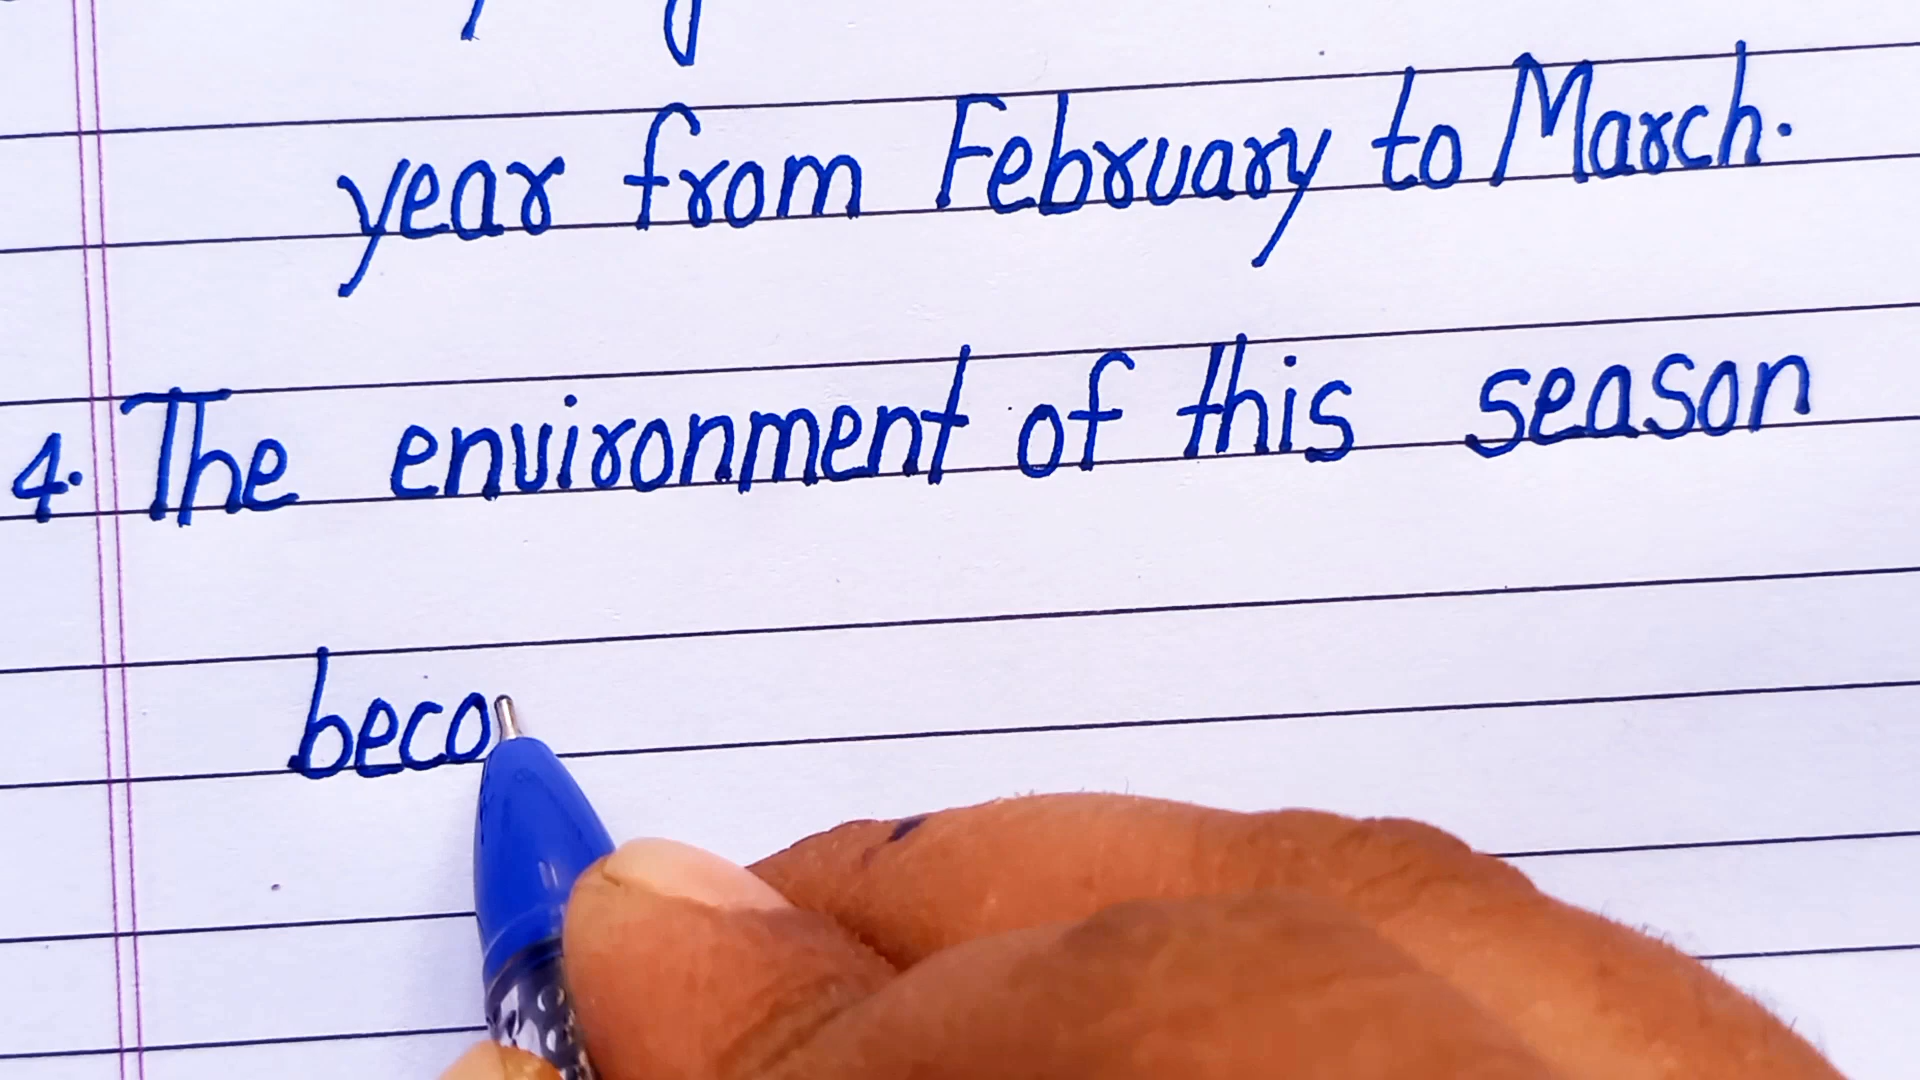 year from February to March.
4. The environment of this season
beco